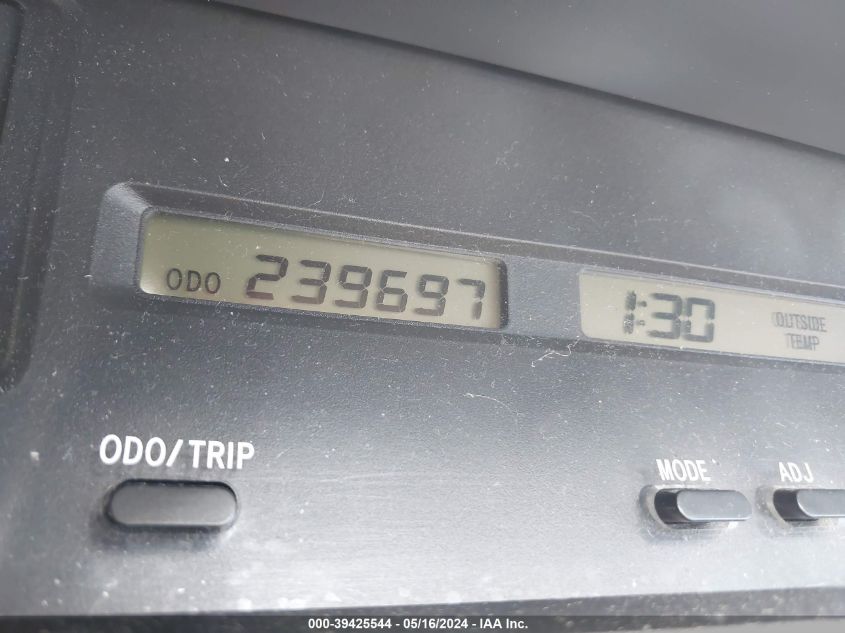 ODO 239697
1:30
OUTSIDE
TEMP
ODO/TRIP
MODE
ADJ
000-39425544 - 05/16/2024 - IAA Inc.